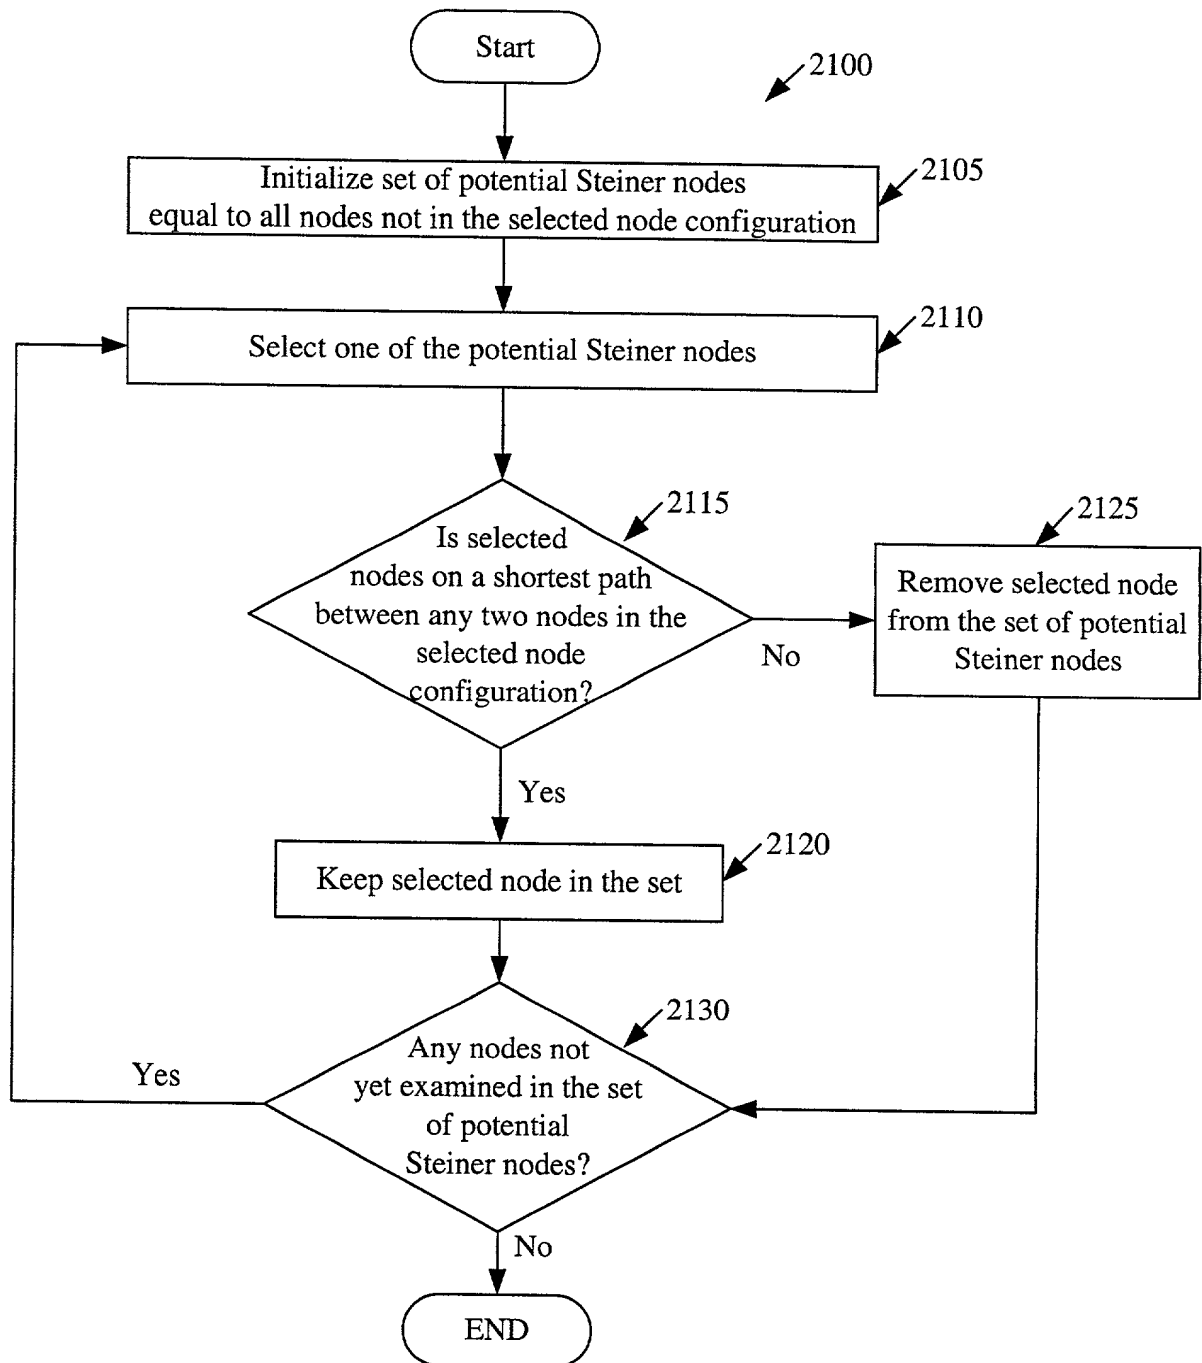 Start
2100
Initialize set of potential Steiner nodes
equal to all nodes not in the selected node configuration
2105
Select one of the potential Steiner nodes
2110
Is selected
nodes on a shortest path
between any two nodes in the
selected node
configuration?
2115
No
Remove selected node
from the set of potential
Steiner nodes
2125
Yes
Keep selected node in the set
2120
Any nodes not
yet examined in the set
of potential
Steiner nodes?
2130
Yes
No
END